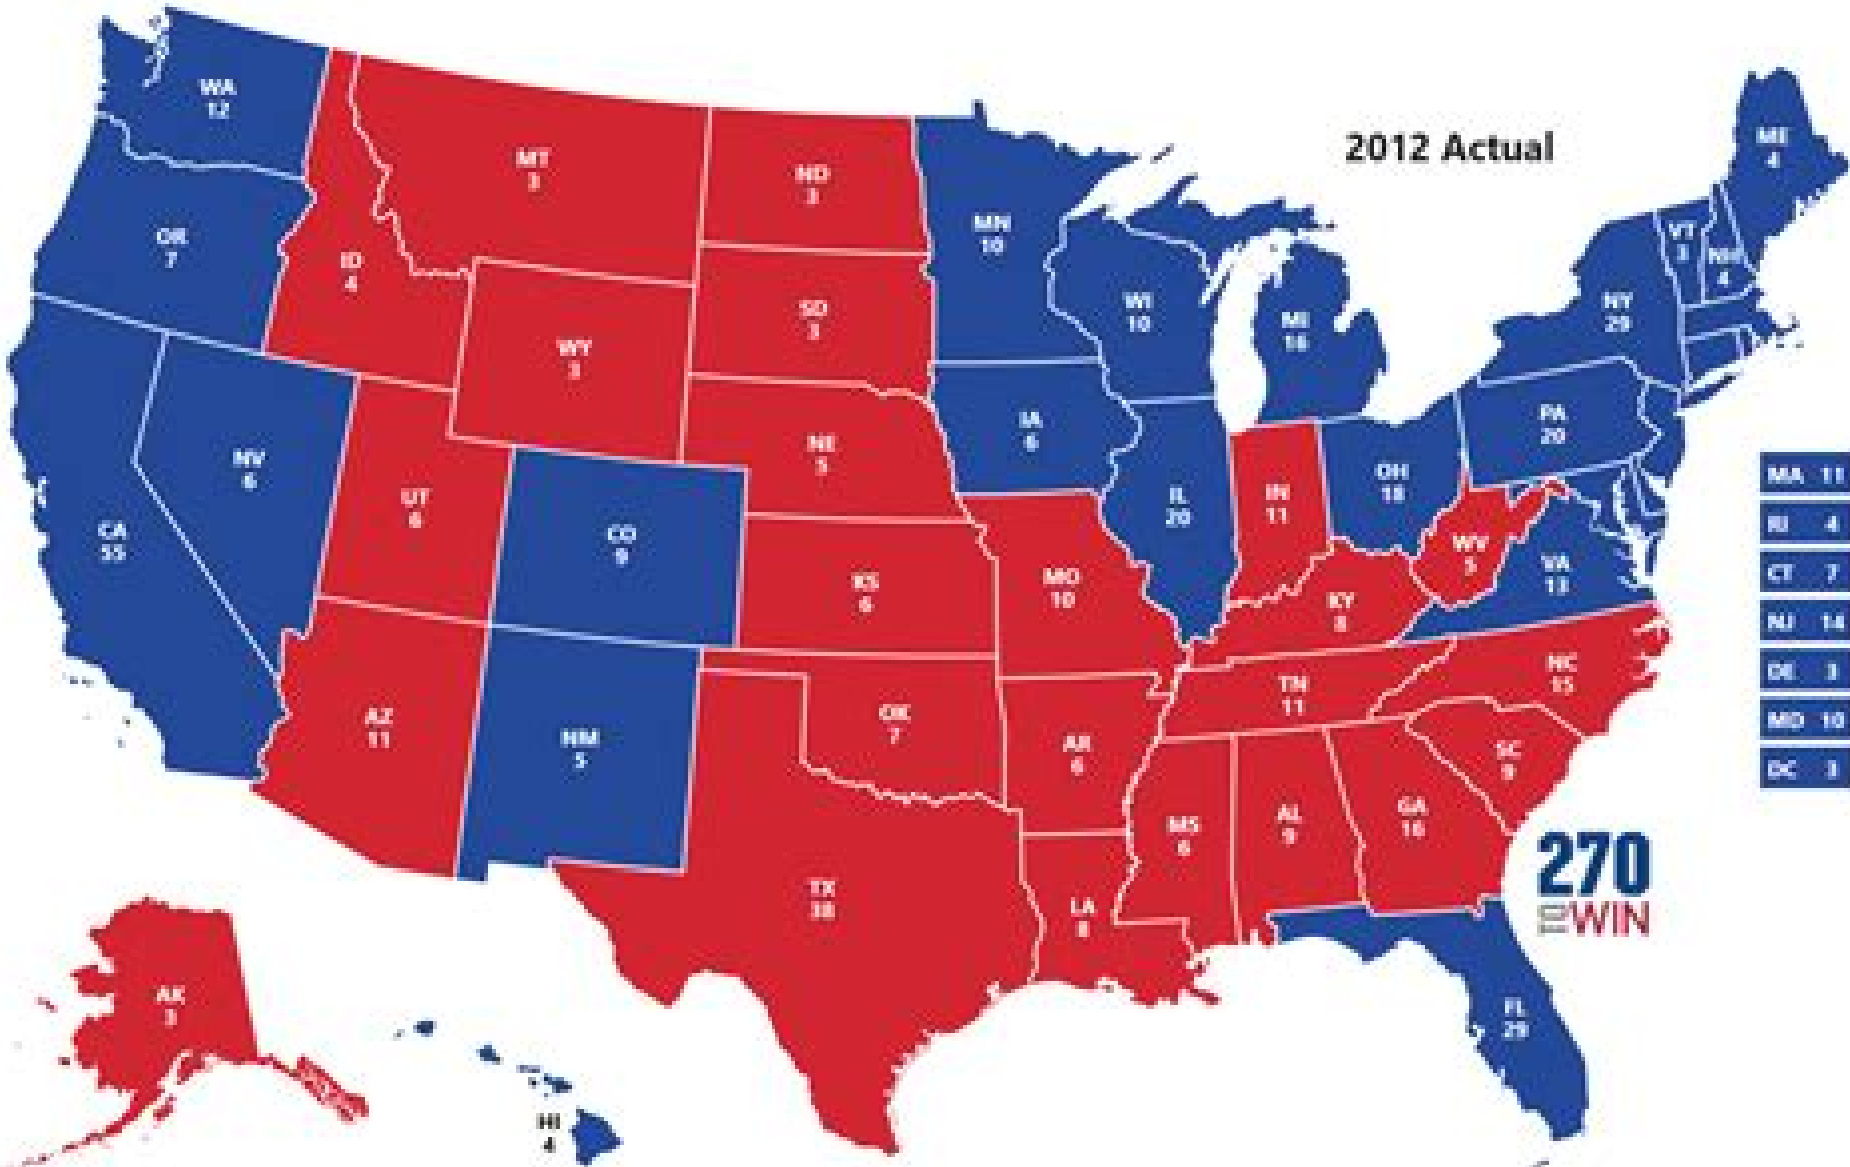 2012 Actual
WA
12
OR
7
CA
55
NV
6
ID
4
MT
3
WY
3
UT
6
AZ
11
CO
9
NM
5
ND
3
SD
3
NE
5
KS
6
OK
7
TX
38
MN
10
IA
6
MO
10
AR
6
LA
8
WI
10
IL
20
MI
16
IN
11
OH
18
KY
8
TN
11
MS
6
AL
9
GA
16
FL
29
SC
9
NC
15
VA
13
WV
5
PA
20
NY
29
VT
3
NH
4
ME
4
MA 11
RI 4
CT 7
NJ 14
DE 3
MD 10
DC 3
AK
3
HI
4
270
TO WIN